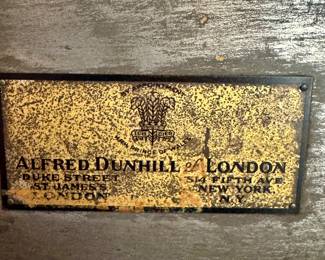 ALFRED DUNHILL of LONDON
DUKE STREET 514 FIFTH AVE.
ST. JAMES'S NEW YORK
LONDON N.Y.